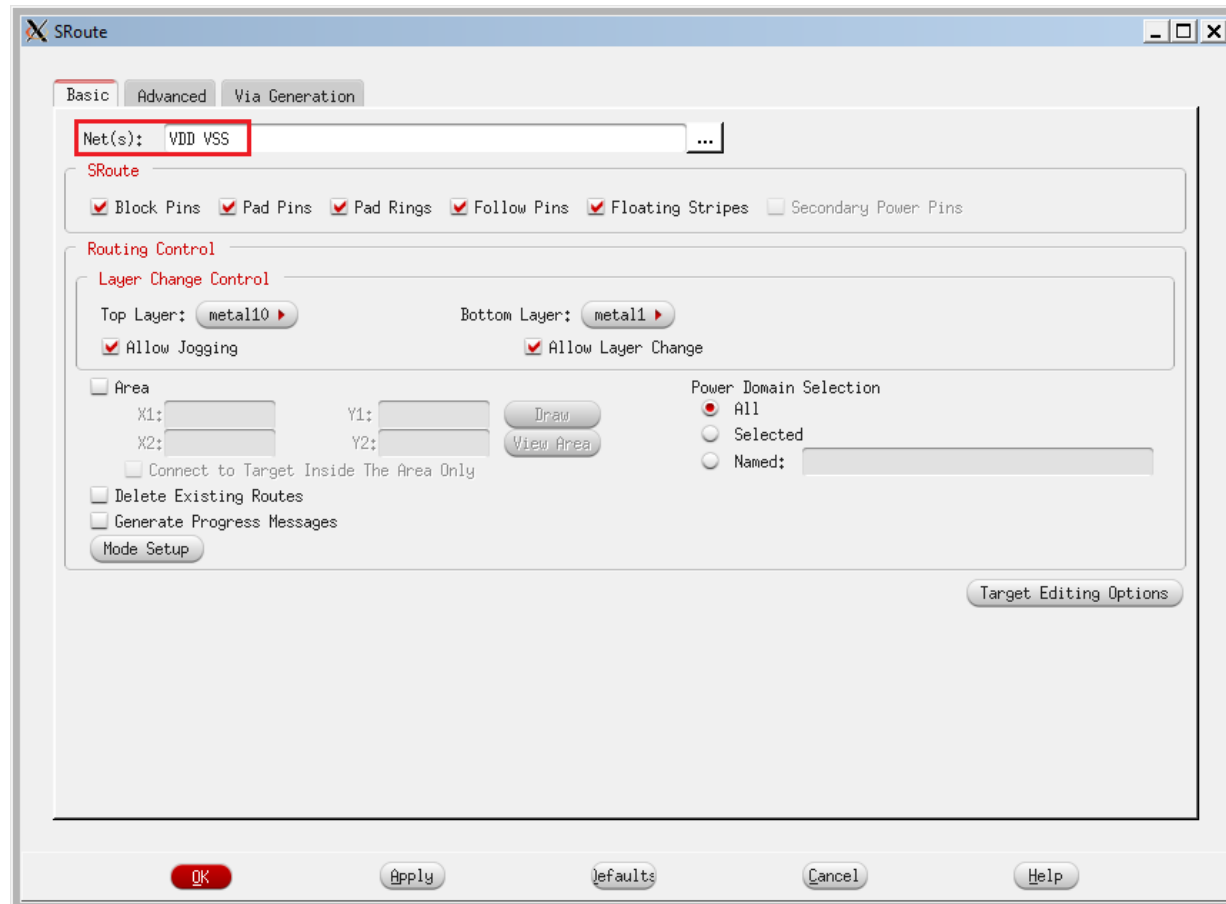 SRoute
Basic Advanced Via Generation
Net(s): VDD VSS ...
SRoute
Block Pins Pad Pins Pad Rings Follow Pins Floating Stripes Secondary Power Pins
Routing Control
Layer Change Control
Top Layer: metal10 Bottom Layer: metal1
Allow Jogging Allow Layer Change
Area Power Domain Selection
X1: Y1: Draw All
X2: Y2: View Area Selected
Connect to Target Inside The Area Only Named:
Delete Existing Routes
Generate Progress Messages
Mode Setup
Target Editing Options
OK Apply Defaults Cancel Help